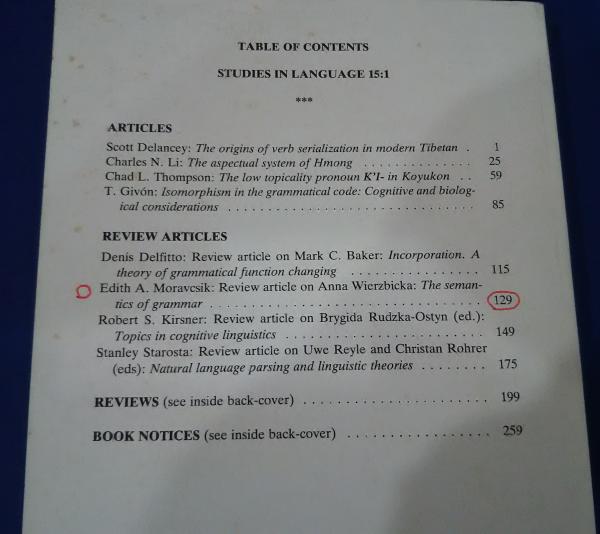 TABLE OF CONTENTS
STUDIES IN LANGUAGE 15:1
***
ARTICLES
Scott Delancey: The origins of verb serialization in modern Tibetan . 1
Charles N. Li: The aspectual system of Hmong . . . . . . . . . . . . . . 25
Chad L. Thompson: The low topicality pronoun K'I- in Koyukon . . 59
T. Givón: Isomorphism in the grammatical code: Cognitive and biolog-
ical considerations . . . . . . . . . . . . . . . . . . . . . . . . . . . . . . . 85
REVIEW ARTICLES
Denis Delfitto: Review article on Mark C. Baker: Incorporation. A
theory of grammatical function changing . . . . . . . . . . . . . . . . . 115
Edith A. Moravcsik: Review article on Anna Wierzbicka: The seman-
tics of grammar . . . . . . . . . . . . . . . . . . . . . . . . . . . . . . . . . 129
Robert S. Kirsner: Review article on Brygida Rudzka-Ostyn (ed.):
Topics in cognitive linguistics . . . . . . . . . . . . . . . . . . . . . . . . 149
Stanley Starosta: Review article on Uwe Reyle and Christan Rohrer
(eds): Natural language parsing and linguistic theories . . . . . . . . 175
REVIEWS (see inside back-cover) . . . . . . . . . . . . . . . . . . . . . . . 199
BOOK NOTICES (see inside back-cover) . . . . . . . . . . . . . . . . . . 259